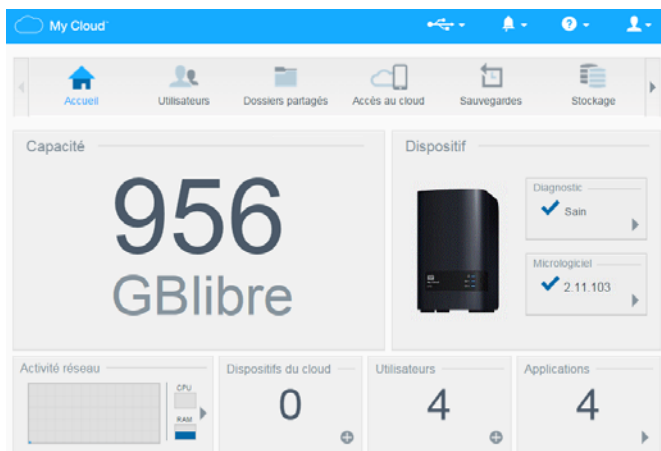 My Cloud
Accueil
Utilisateurs
Dossiers partagés
Accès au cloud
Sauvegardes
Stockage
Capacité
956
GBlibre
Dispositif
Diagnostic
Sain
Micrologiciel
2.11.103
Activité réseau
CPU
RAM
Dispositifs du cloud
0
Utilisateurs
4
Applications
4